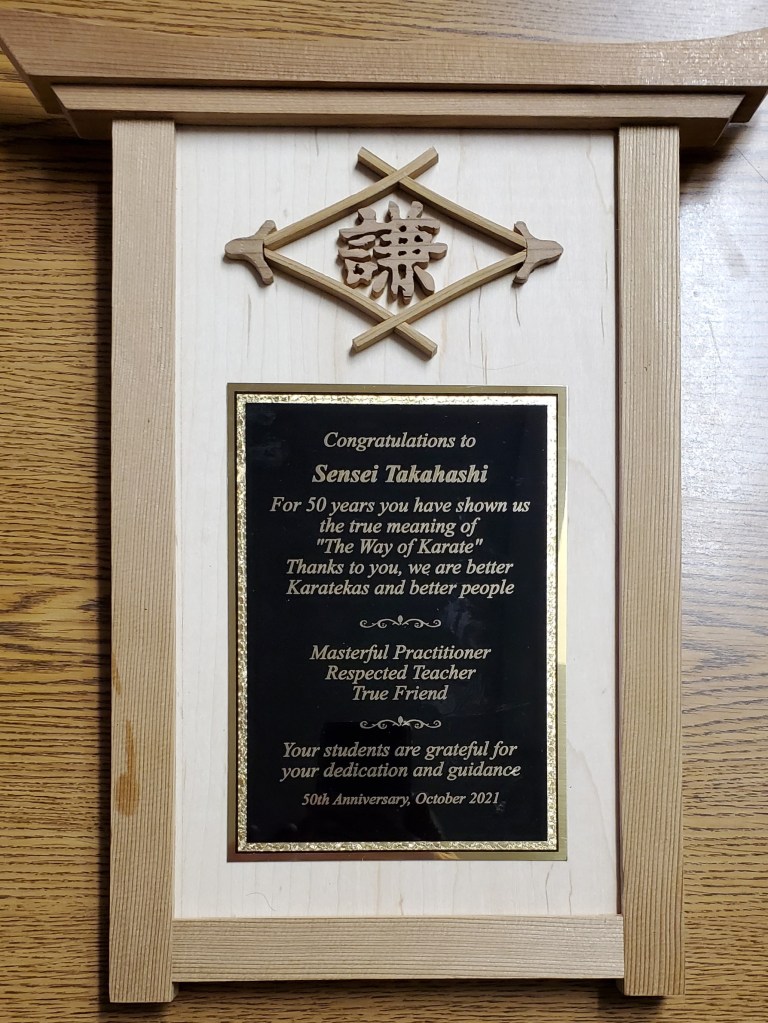 謙
Congratulations to
Sensei Takahashi
For 50 years you have shown us
the true meaning of
"The Way of Karate"
Thanks to you, we are better
Karatekas and better people
Masterful Practitioner
Respected Teacher
True Friend
Your students are grateful for
your dedication and guidance
50th Anniversary, October 2021